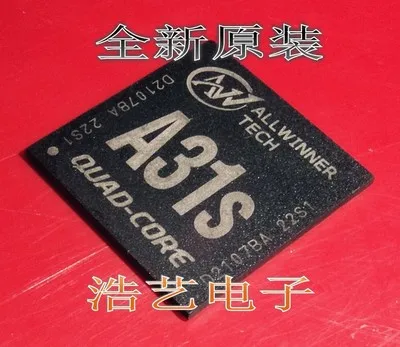 全新原装
ALLWINNER
TECH
D2107BA 22S1
A31s
QUAD-CORE
D2107BA 22S1
浩艺电子